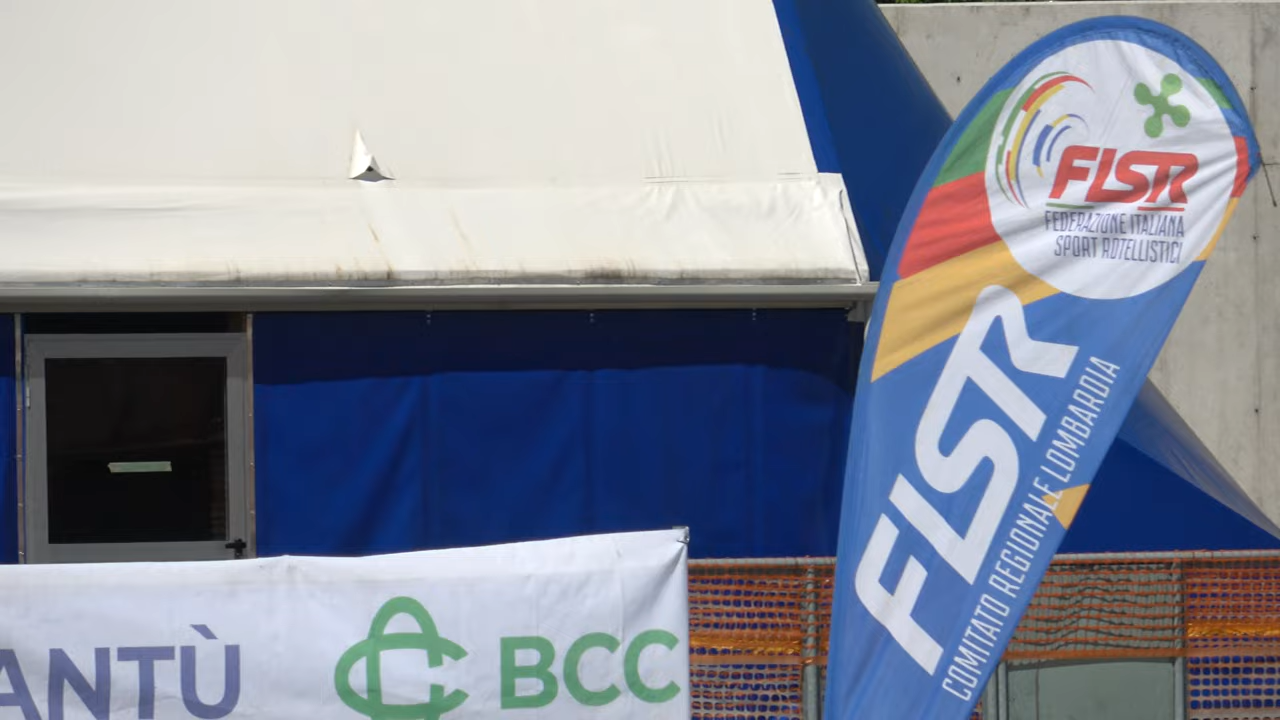 FISR
FEDERAZIONE ITALIANA
SPORT ROTELLISTICI
FISR
COMITATO REGIONALE LOMBARDIA
ANTÙ BCC